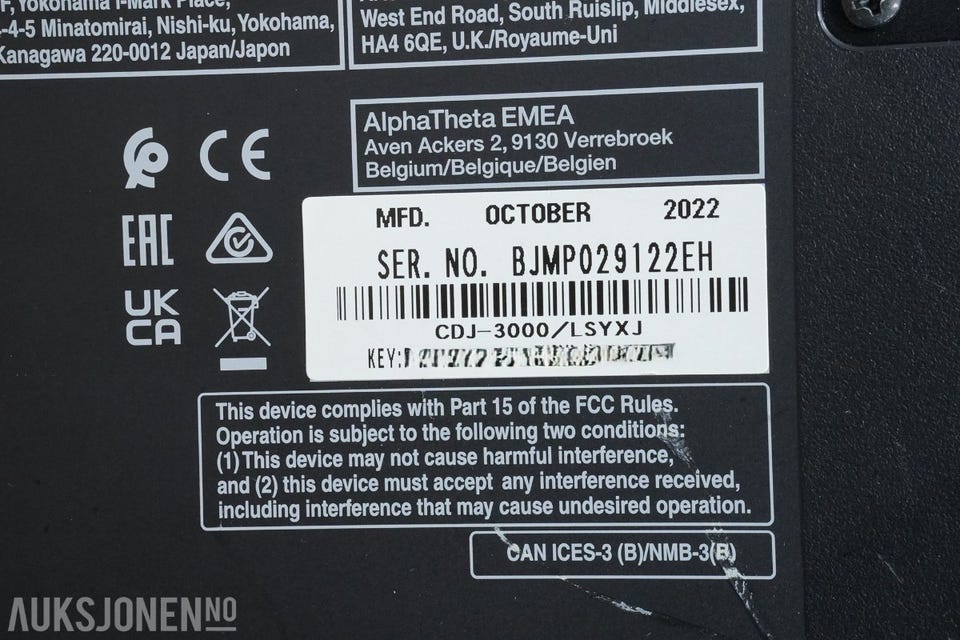 F, Yokohama i-Mark Place,
-4-5 Minatomirai, Nishi-ku, Yokohama,
Kanagawa 220-0012 Japan/Japon
West End Road, South Ruislip, Middlesex,
HA4 6QE, U.K./Royaume-Uni
AlphaTheta EMEA
Aven Ackers 2, 9130 Verrebroek
Belgium/Belgique/Belgien
CE
EAC
UK
CA
MFD. OCTOBER 2022
SER. NO. BJMP029122EH
CDJ-3000/LSYXJ
KEY:
This device complies with Part 15 of the FCC Rules.
Operation is subject to the following two conditions:
(1) This device may not cause harmful interference,
and (2) this device must accept any interference received,
including interference that may cause undesired operation.
CAN ICES-3 (B)/NMB-3(B)
AUKSJONEN.NO